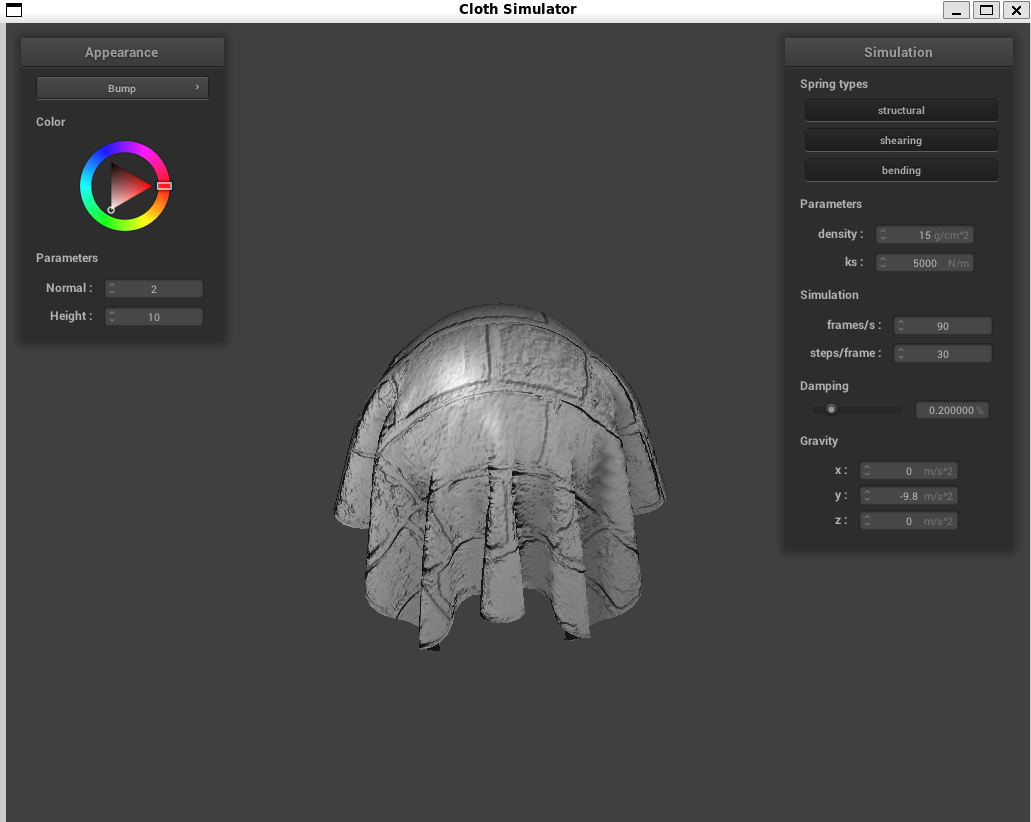 Cloth Simulator
Appearance
Bump
Color
Parameters
Normal : 2
Height : 10
Simulation
Spring types
structural
shearing
bending
Parameters
density : 15 g/cm^2
ks : 5000 N/m
Simulation
frames/s : 90
steps/frame : 30
Damping
0.200000 %
Gravity
x : 0 m/s^2
y : -9.8 m/s^2
z : 0 m/s^2